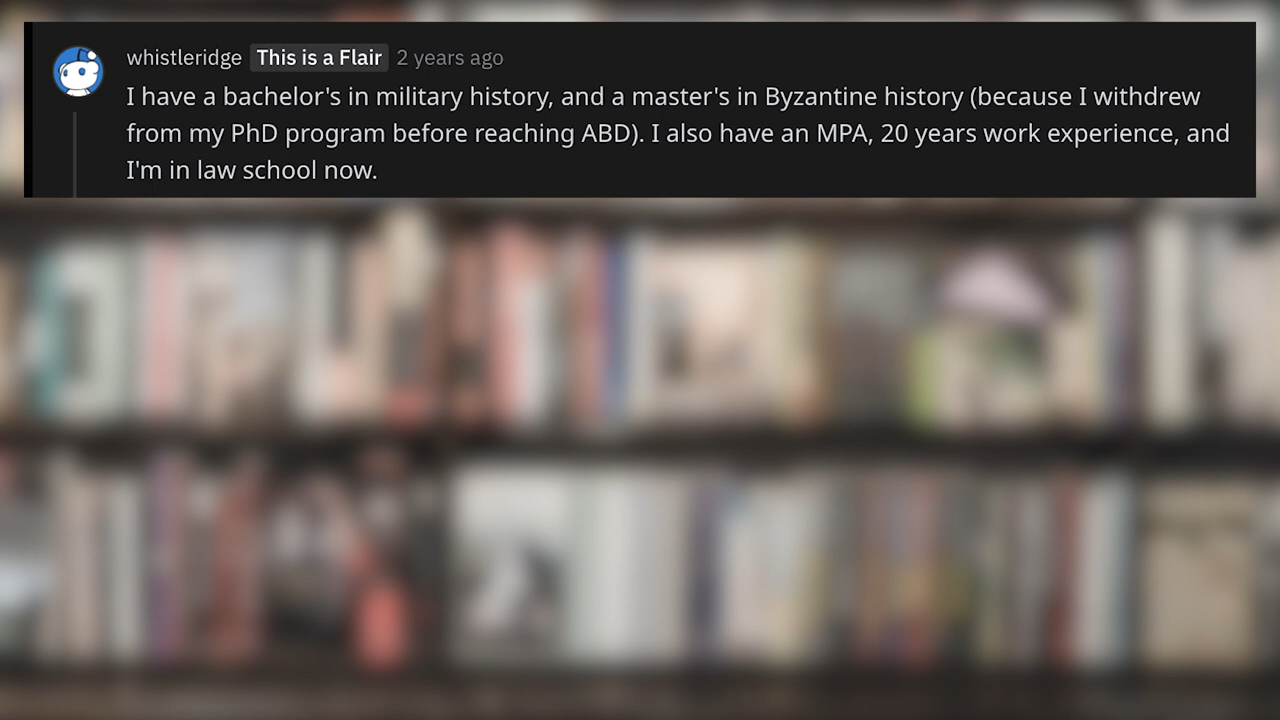 whistleridge This is a Flair 2 years ago
I have a bachelor's in military history, and a master's in Byzantine history (because I withdrew
from my PhD program before reaching ABD). I also have an MPA, 20 years work experience, and
I'm in law school now.